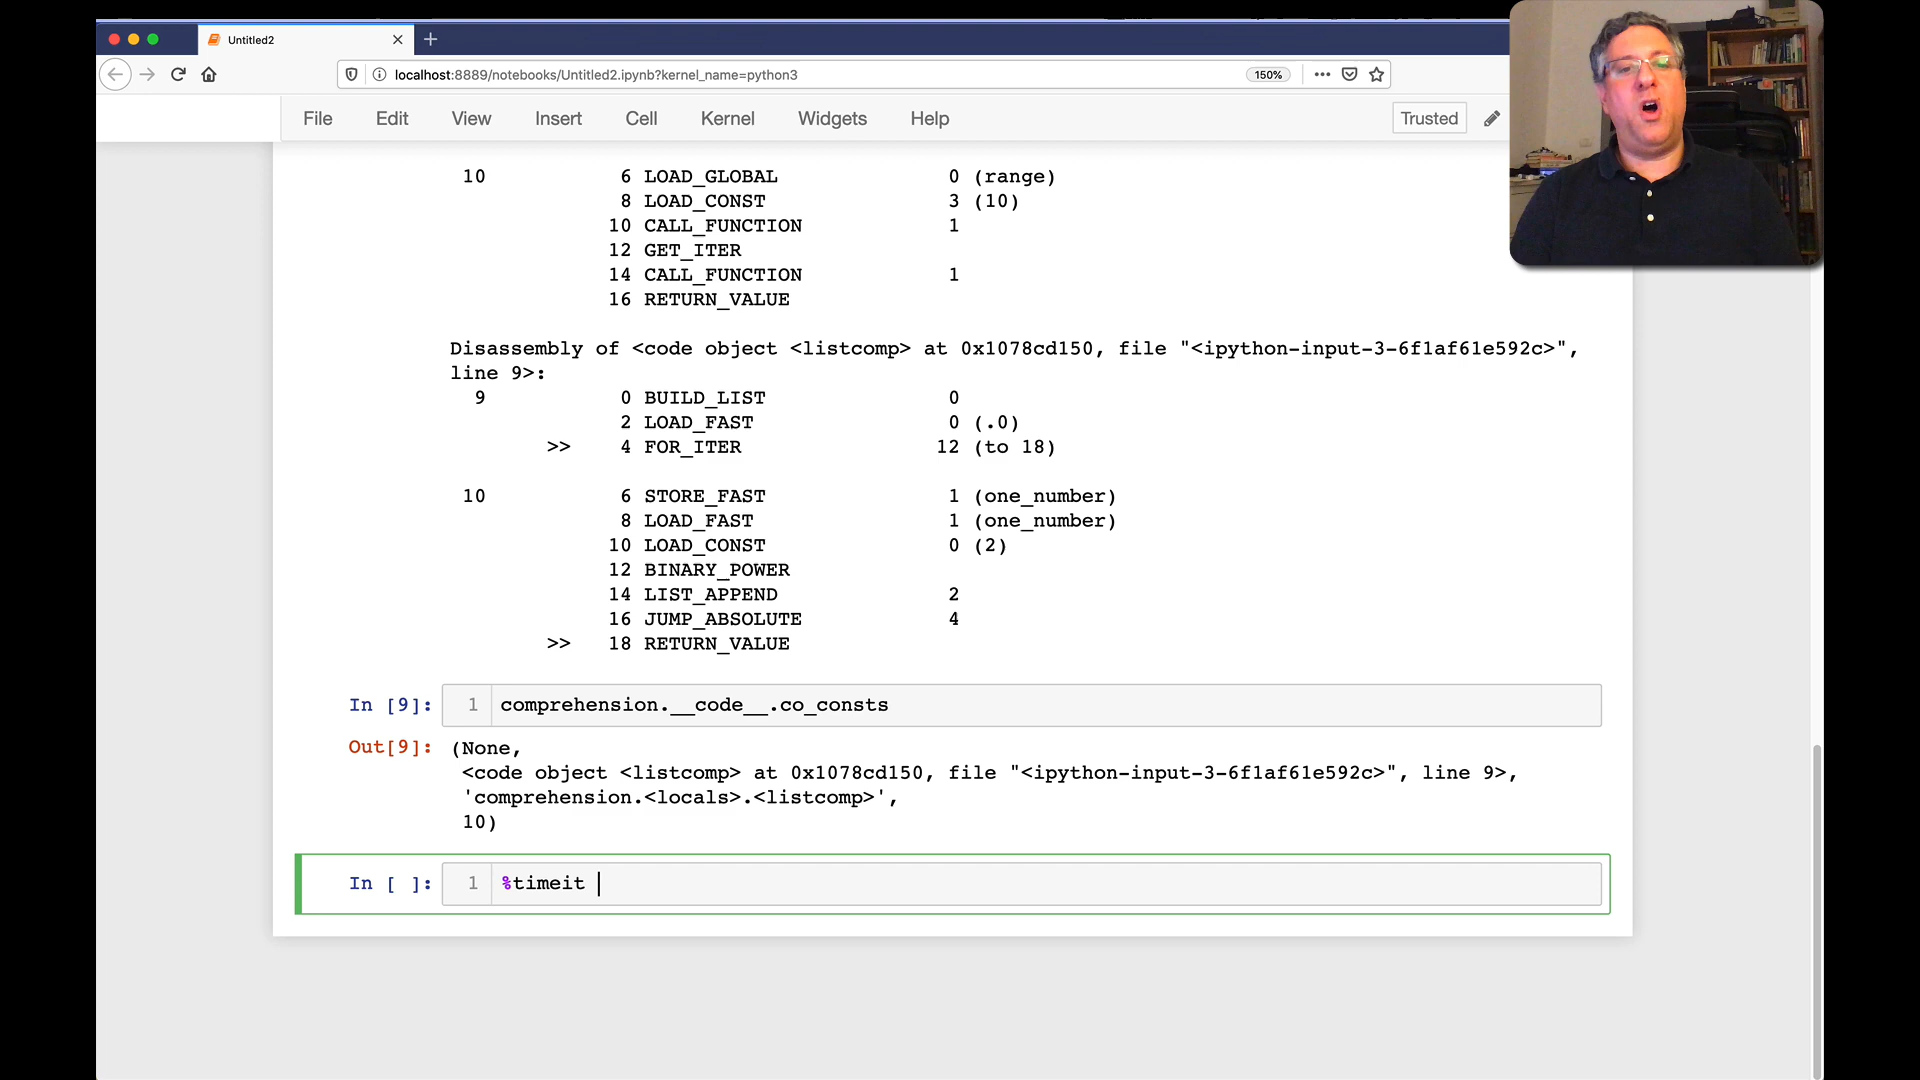 Untitled2
localhost:8889/notebooks/Untitled2.ipynb?kernel_name=python3
150%
File Edit View Insert Cell Kernel Widgets Help
Trusted
10 6 LOAD_GLOBAL 0 (range)
8 LOAD_CONST 3 (10)
10 CALL_FUNCTION 1
12 GET_ITER
14 CALL_FUNCTION 1
16 RETURN_VALUE
Disassembly of <code object <listcomp> at 0x1078cd150, file "<ipython-input-3-6f1af61e592c>",
line 9>:
9 0 BUILD_LIST 0
2 LOAD_FAST 0 (.0)
>> 4 FOR_ITER 12 (to 18)
10 6 STORE_FAST 1 (one_number)
8 LOAD_FAST 1 (one_number)
10 LOAD_CONST 0 (2)
12 BINARY_POWER
14 LIST_APPEND 2
16 JUMP_ABSOLUTE 4
>> 18 RETURN_VALUE
In [9]: 1 comprehension.__code__.co_consts
Out[9]: (None,
<code object <listcomp> at 0x1078cd150, file "<ipython-input-3-6f1af61e592c>", line 9>,
'comprehension.<locals>.<listcomp>',
10)
In [ ]: 1 %timeit